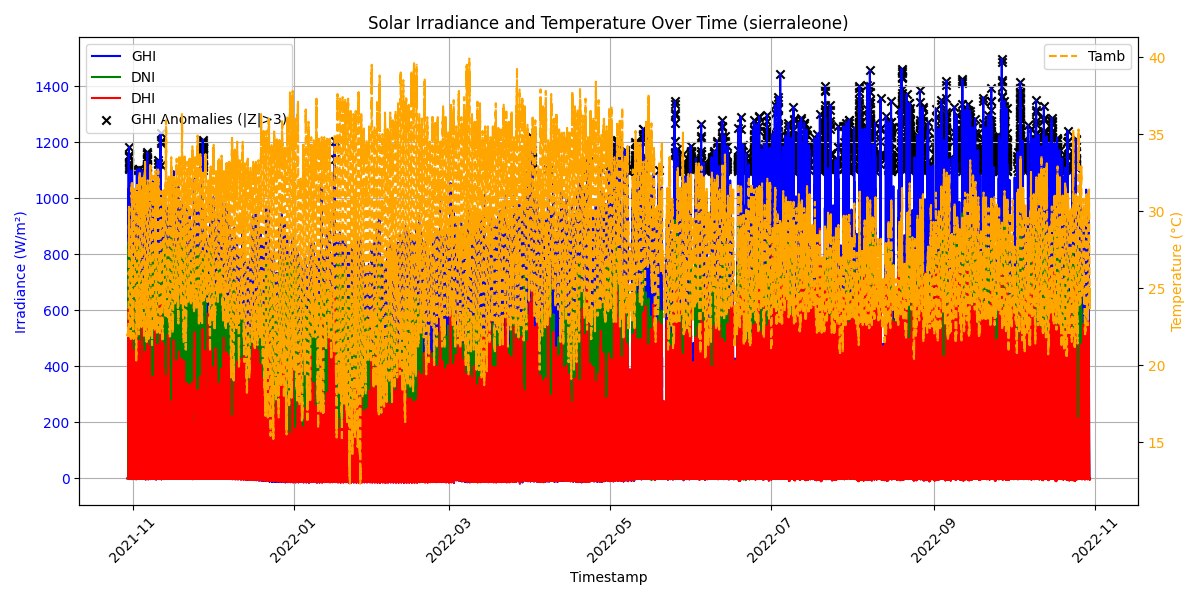 Solar Irradiance and Temperature Over Time (sierraleone)
GHI
DNI
DHI
GHI Anomalies (|Z|>3)
Tamb
Irradiance (W/m²)
1400
1200
1000
800
600
400
200
0
Temperature (°C)
40
35
30
25
20
15
2021-11
2022-01
2022-03
2022-05
2022-07
2022-09
2022-11
Timestamp